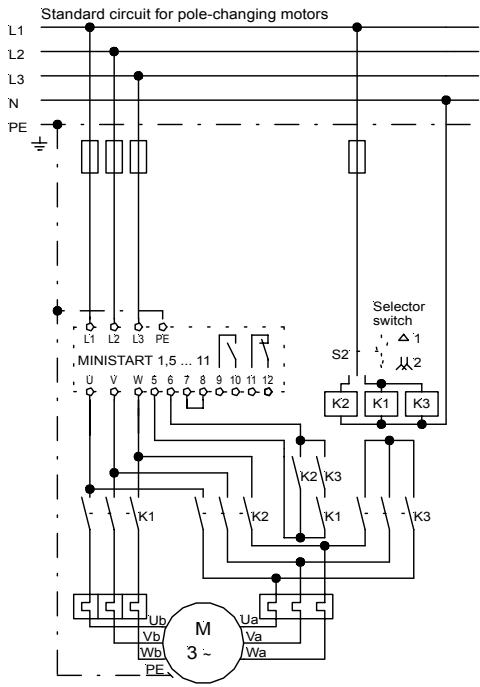 Standard circuit for pole-changing motors
L1
L2
L3
N
PE
Selector
switch
1
S2
2
L1 L2 L3 PE
MINISTART 1,5 ... 11
U V W 5 6 7 8 9 10 11 12
K2 K1 K3
K2 K3
K1 K2 K1 K3
Ub Ua
M
Vb Va
3 ~
Wb Wa
PE